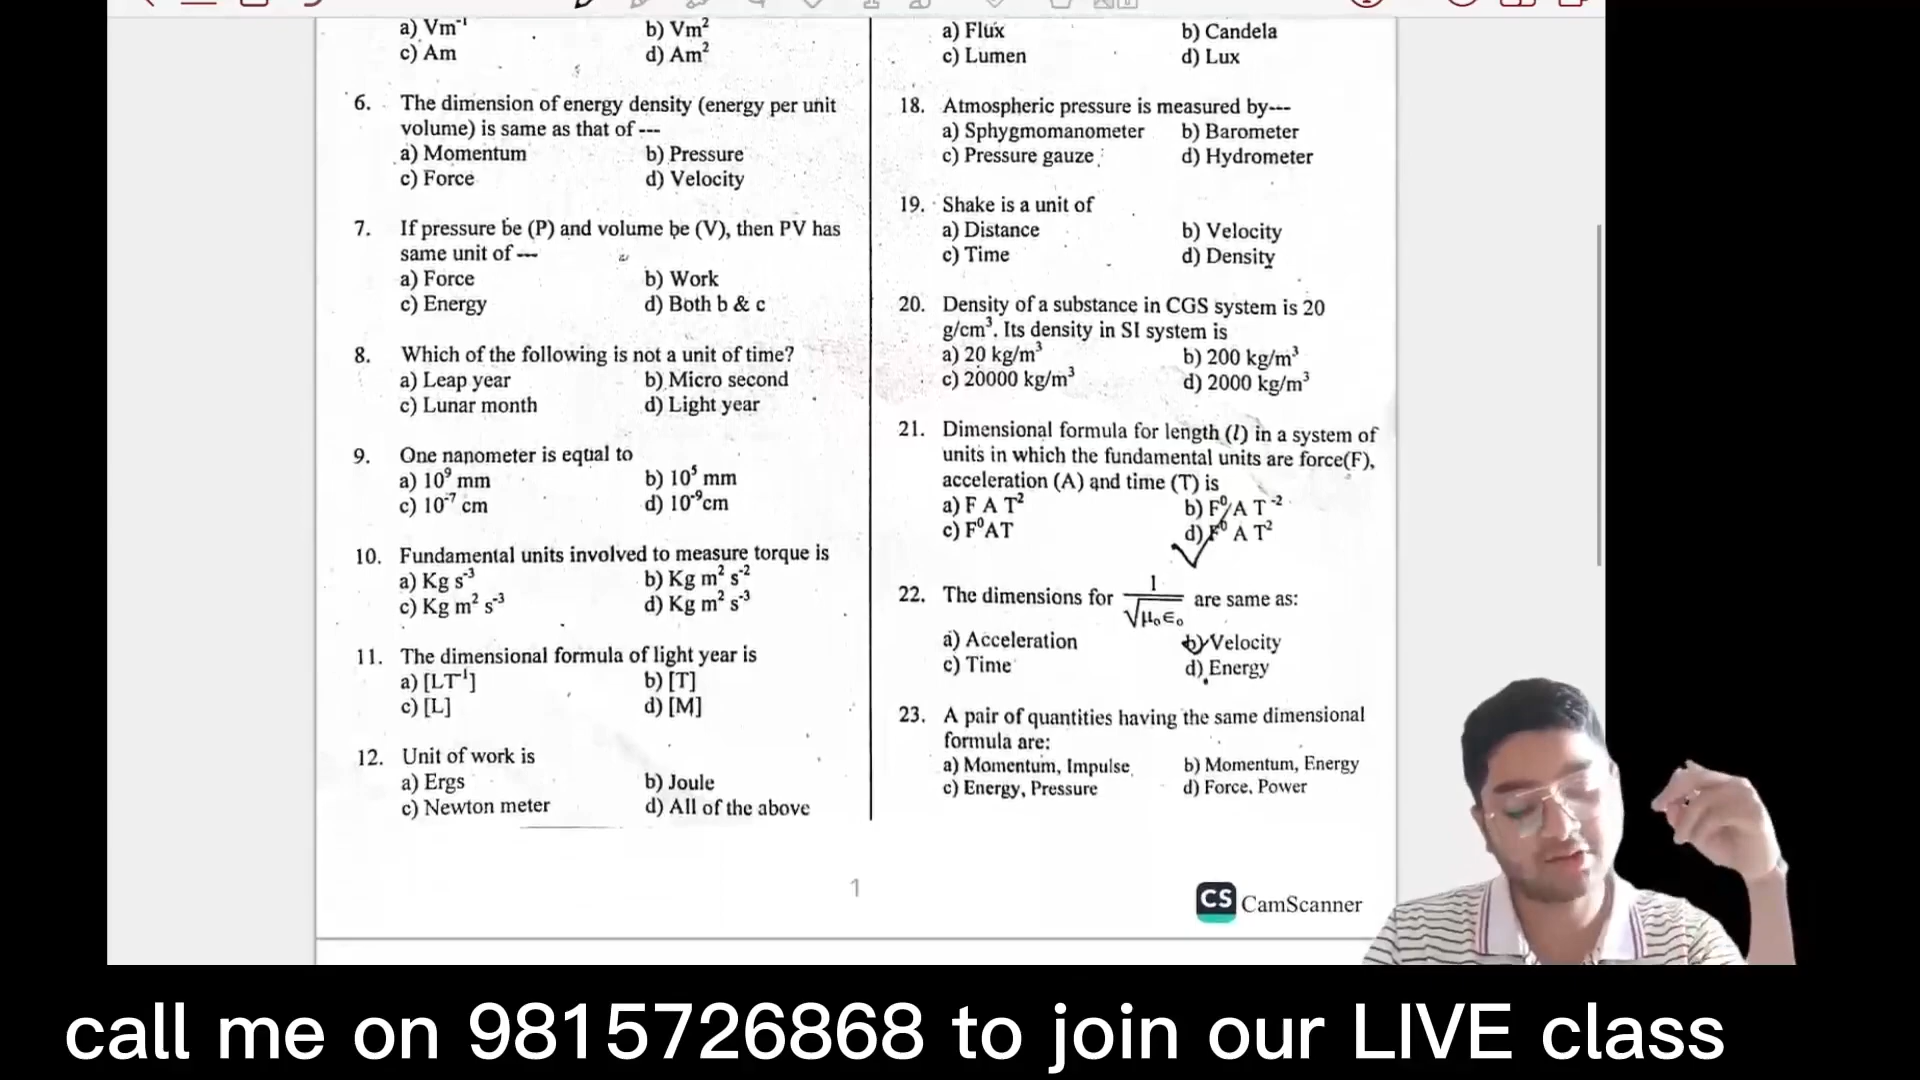 a) Vm⁻¹ b) Vm²
c) Am d) Am²
6. The dimension of energy density (energy per unit
volume) is same as that of ---
a) Momentum b) Pressure
c) Force d) Velocity
7. If pressure be (P) and volume be (V), then PV has
same unit of ---
a) Force b) Work
c) Energy d) Both b & c
8. Which of the following is not a unit of time?
a) Leap year b) Micro second
c) Lunar month d) Light year
9. One nanometer is equal to
a) 10⁹ mm b) 10⁵ mm
c) 10⁻⁷ cm d) 10⁻⁹cm
10. Fundamental units involved to measure torque is
a) Kg s⁻³ b) Kg m² s⁻²
c) Kg m² s⁻³ d) Kg m² s⁻³
11. The dimensional formula of light year is
a) [LT⁻¹] b) [T]
c) [L] d) [M]
12. Unit of work is
a) Ergs b) Joule
c) Newton meter d) All of the above
a) Flux b) Candela
c) Lumen d) Lux
18. Atmospheric pressure is measured by---
a) Sphygmomanometer b) Barometer
c) Pressure gauze d) Hydrometer
19. Shake is a unit of
a) Distance b) Velocity
c) Time d) Density
20. Density of a substance in CGS system is 20
g/cm³. Its density in SI system is
a) 20 kg/m³ b) 200 kg/m³
c) 20000 kg/m³ d) 2000 kg/m³
21. Dimensional formula for length (l) in a system of
units in which the fundamental units are force(F),
acceleration (A) and time (T) is
a) F A T² b) F⁰ A T⁻²
c) F⁰AT d) F⁰ A T²
22. The dimensions for 1/√μ₀ε₀ are same as:
a) Acceleration b) Velocity
c) Time d) Energy
23. A pair of quantities having the same dimensional
formula are:
a) Momentum, Impulse b) Momentum, Energy
c) Energy, Pressure d) Force, Power
1
CS CamScanner
call me on 9815726868 to join our LIVE class